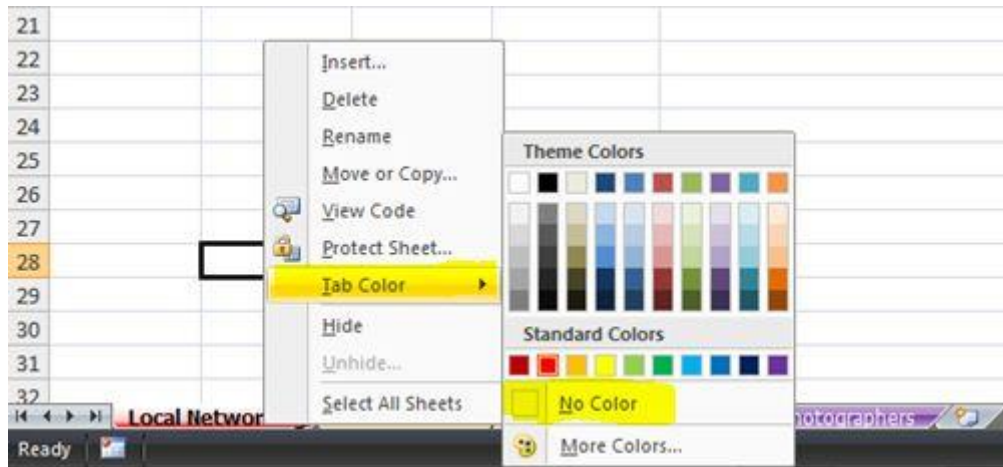 21
22
23
24
25
26
27
28
29
30
31
32
Insert...
Delete
Rename
Move or Copy...
View Code
Protect Sheet...
Tab Color
Hide
Unhide...
Select All Sheets
Theme Colors
Standard Colors
No Color
More Colors...
Local Networ
otographers
Ready